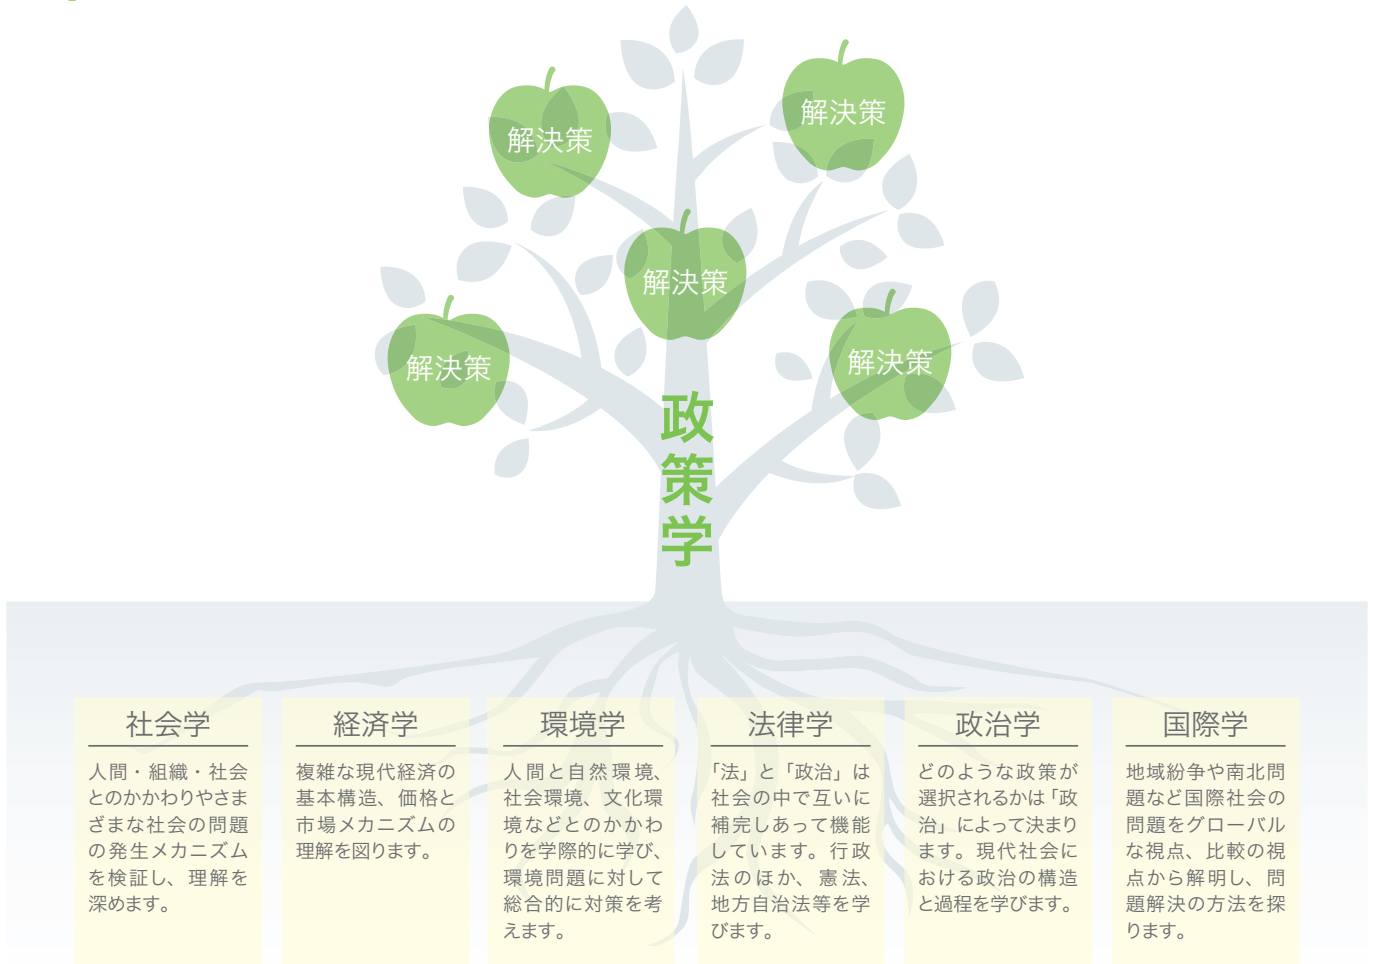 解決策
解決策
解決策
解決策
解決策
政策学
社会学
人間・組織・社会
とのかかわりやさま
ざまな社会の問題
の発生メカニズム
を検証し、理解を
深めます。
経済学
複雑な現代経済の
基本構造、価格と
市場メカニズムの
理解を図ります。
環境学
人間と自然環境、
社会環境、文化環
境などとのかかわ
りを学際的に学び、
環境問題に対して
総合的に対策を考
えます。
法律学
「法」と「政治」は
社会の中で互いに
補完しあって機能
しています。行政
法のほか、憲法、
地方自治法等を学
びます。
政治学
どのような政策が
選択されるかは「政
治」によって決まり
ます。現代社会に
おける政治の構造
と過程を学びます。
国際学
地域紛争や南北問
題など国際社会の
問題をグローバル
な視点、比較の視
点から解明し、問
題解決の方法を探
ります。